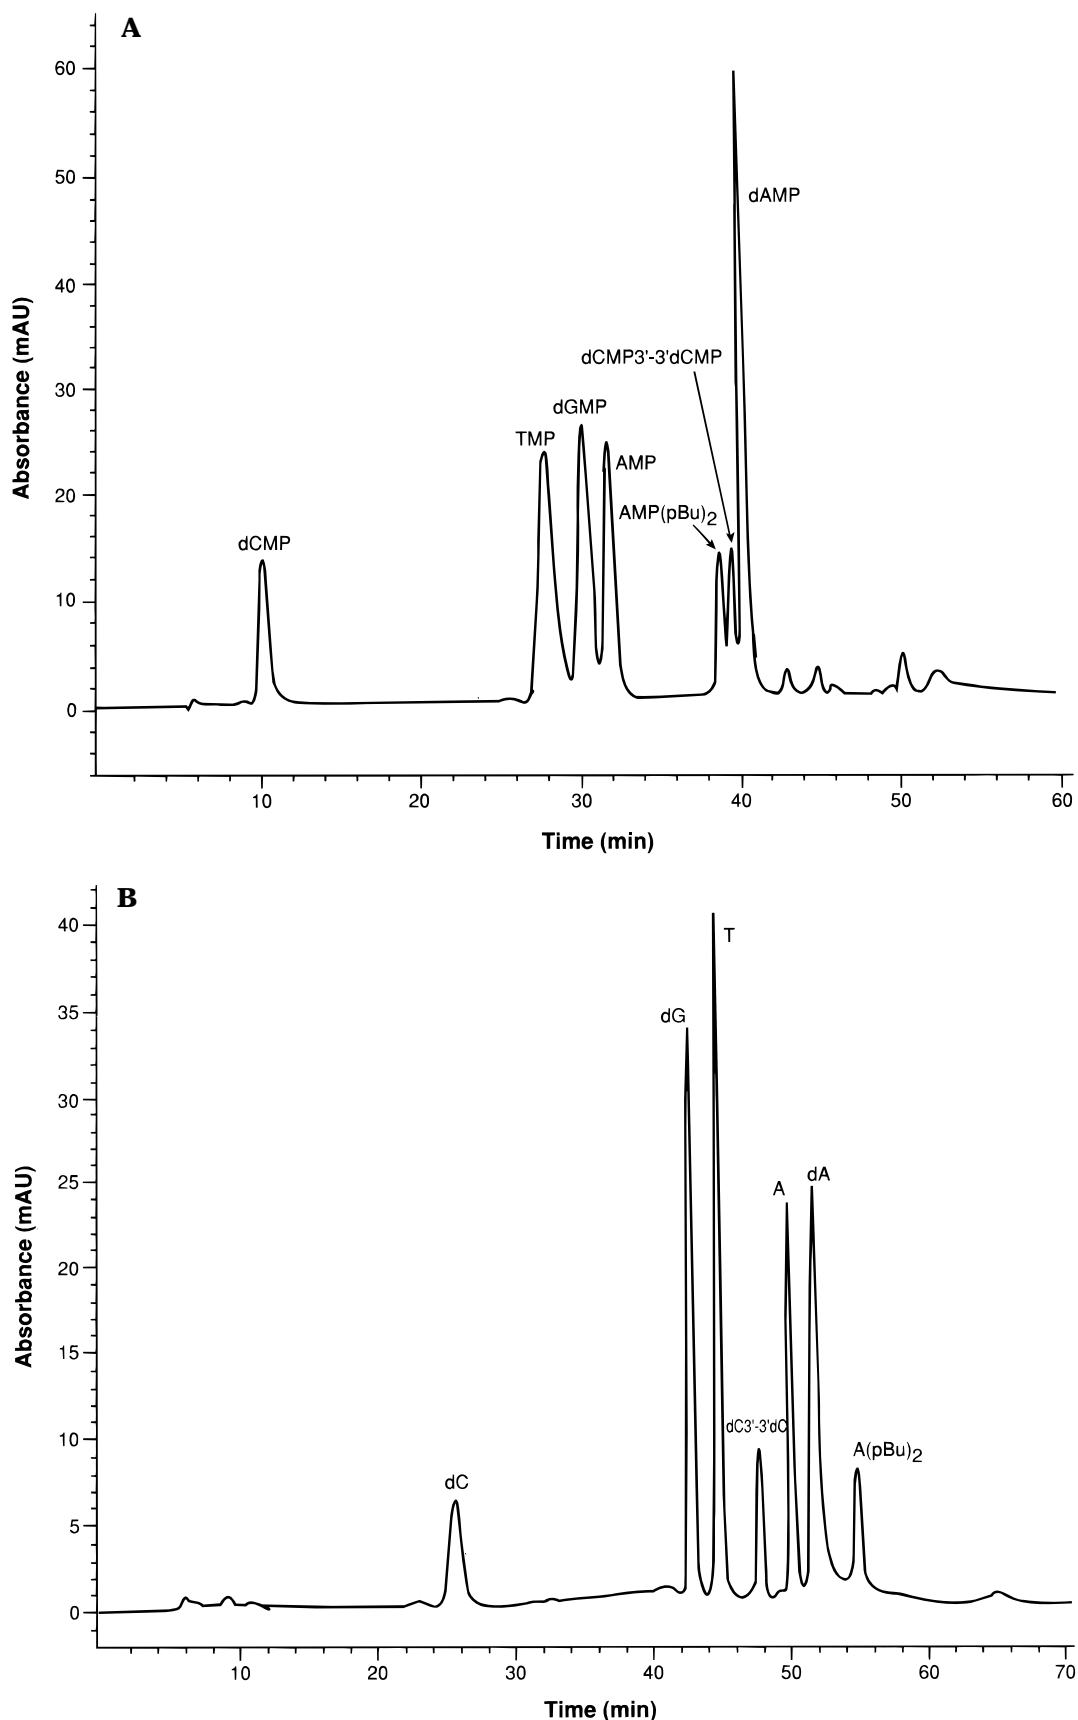 A
60
50
dAMP
40
dCMP3'-3'dCMP
30
dGMP
TMP
AMP
20
AMP(pBu)2
dCMP
10
0
Absorbance (mAU)
10 20 30 40 50 60
Time (min)
B
40
T
35
dG
30
25
dA
A
20
15
10
dC3'-3'dC
A(pBu)2
dC
5
0
Absorbance (mAU)
10 20 30 40 50 60 70
Time (min)